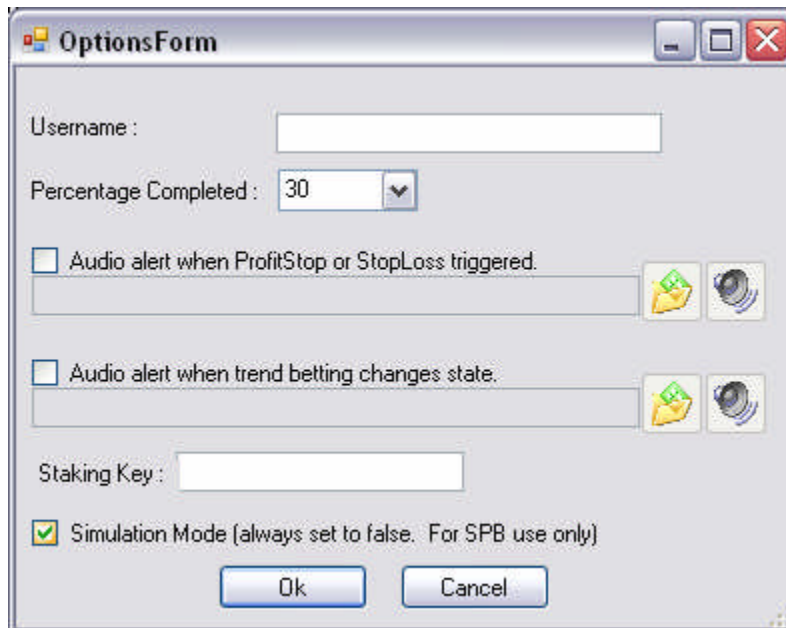 OptionsForm
Username :
Percentage Completed : 30
Audio alert when ProfitStop or StopLoss triggered.
Audio alert when trend betting changes state.
Staking Key :
Simulation Mode (always set to false.  For SPB use only)
Ok Cancel